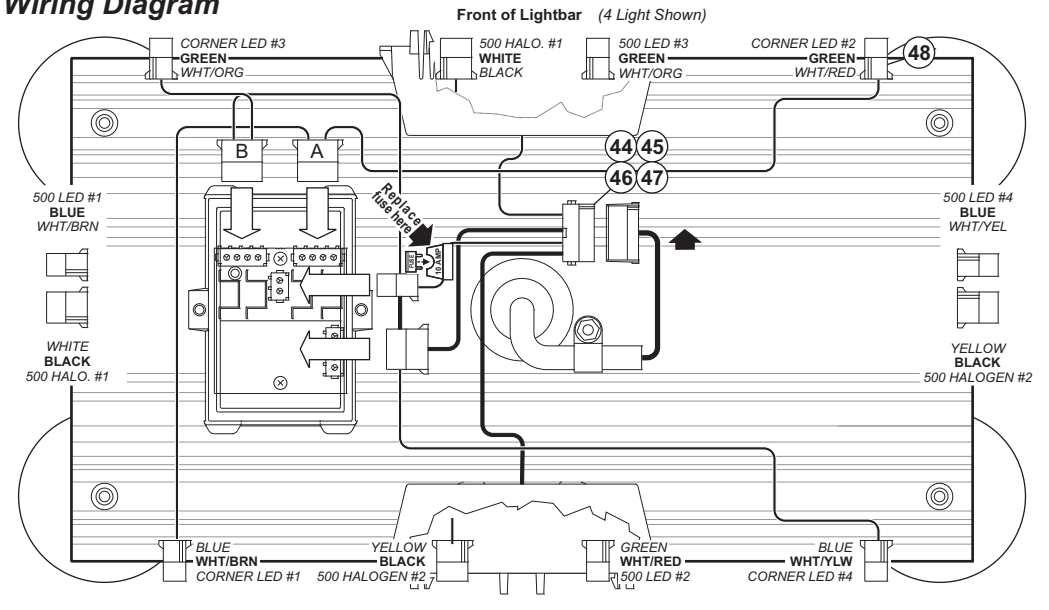 Wiring Diagram
Front of Lightbar (4 Light Shown)
CORNER LED #3
GREEN
WHT/ORG
500 HALO. #1
WHITE
BLACK
500 LED #3
GREEN
WHT/ORG
CORNER LED #2
GREEN
WHT/RED
48
B
A
44 45
46 47
500 LED #1
BLUE
WHT/BRN
Replace
fuse here
FUSE
10 AMP
500 LED #4
BLUE
WHT/YEL
WHITE
BLACK
500 HALO. #1
YELLOW
BLACK
500 HALOGEN #2
BLUE
WHT/BRN
CORNER LED #1
YELLOW
BLACK
500 HALOGEN #2
GREEN
WHT/RED
500 LED #2
BLUE
WHT/YLW
CORNER LED #4